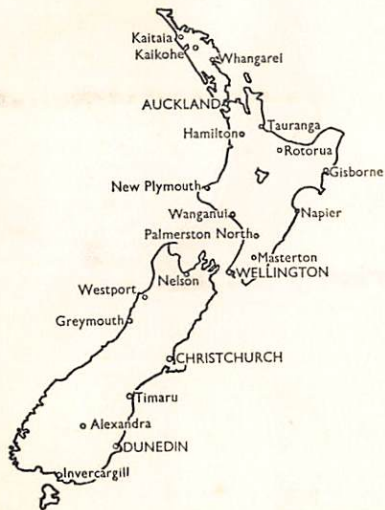 Kaitaia
Kaikohe
Whangarei
AUCKLAND
Tauranga
Hamilton
Rotorua
Gisborne
New Plymouth
Wanganui
Napier
Palmerston North
Masterton
WELLINGTON
Nelson
Westport
Greymouth
CHRISTCHURCH
Timaru
Alexandra
DUNEDIN
Invercargill